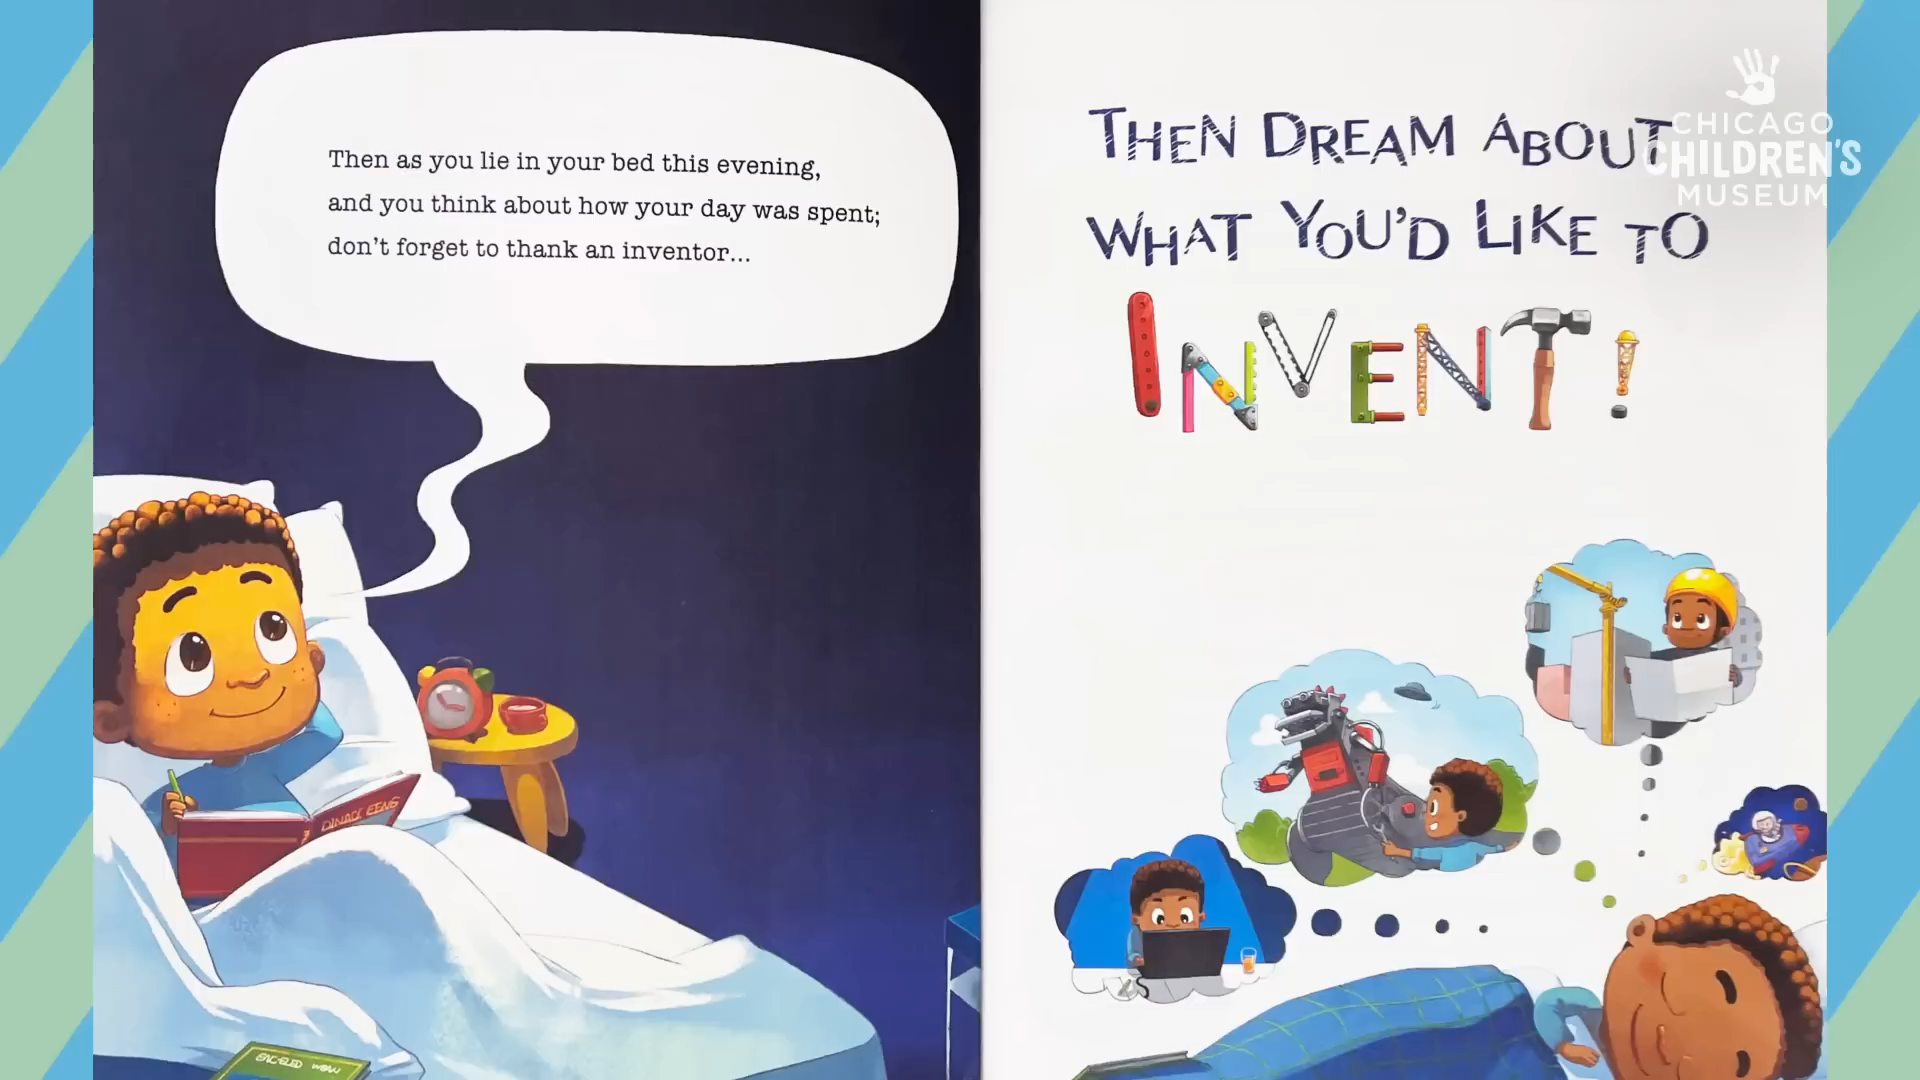 Then as you lie in your bed this evening,
and you think about how your day was spent;
don't forget to thank an inventor...
THEN DREAM ABOUT
WHAT YOU'D LIKE TO
INVENT!
CHICAGO
CHILDREN'S
MUSEUM